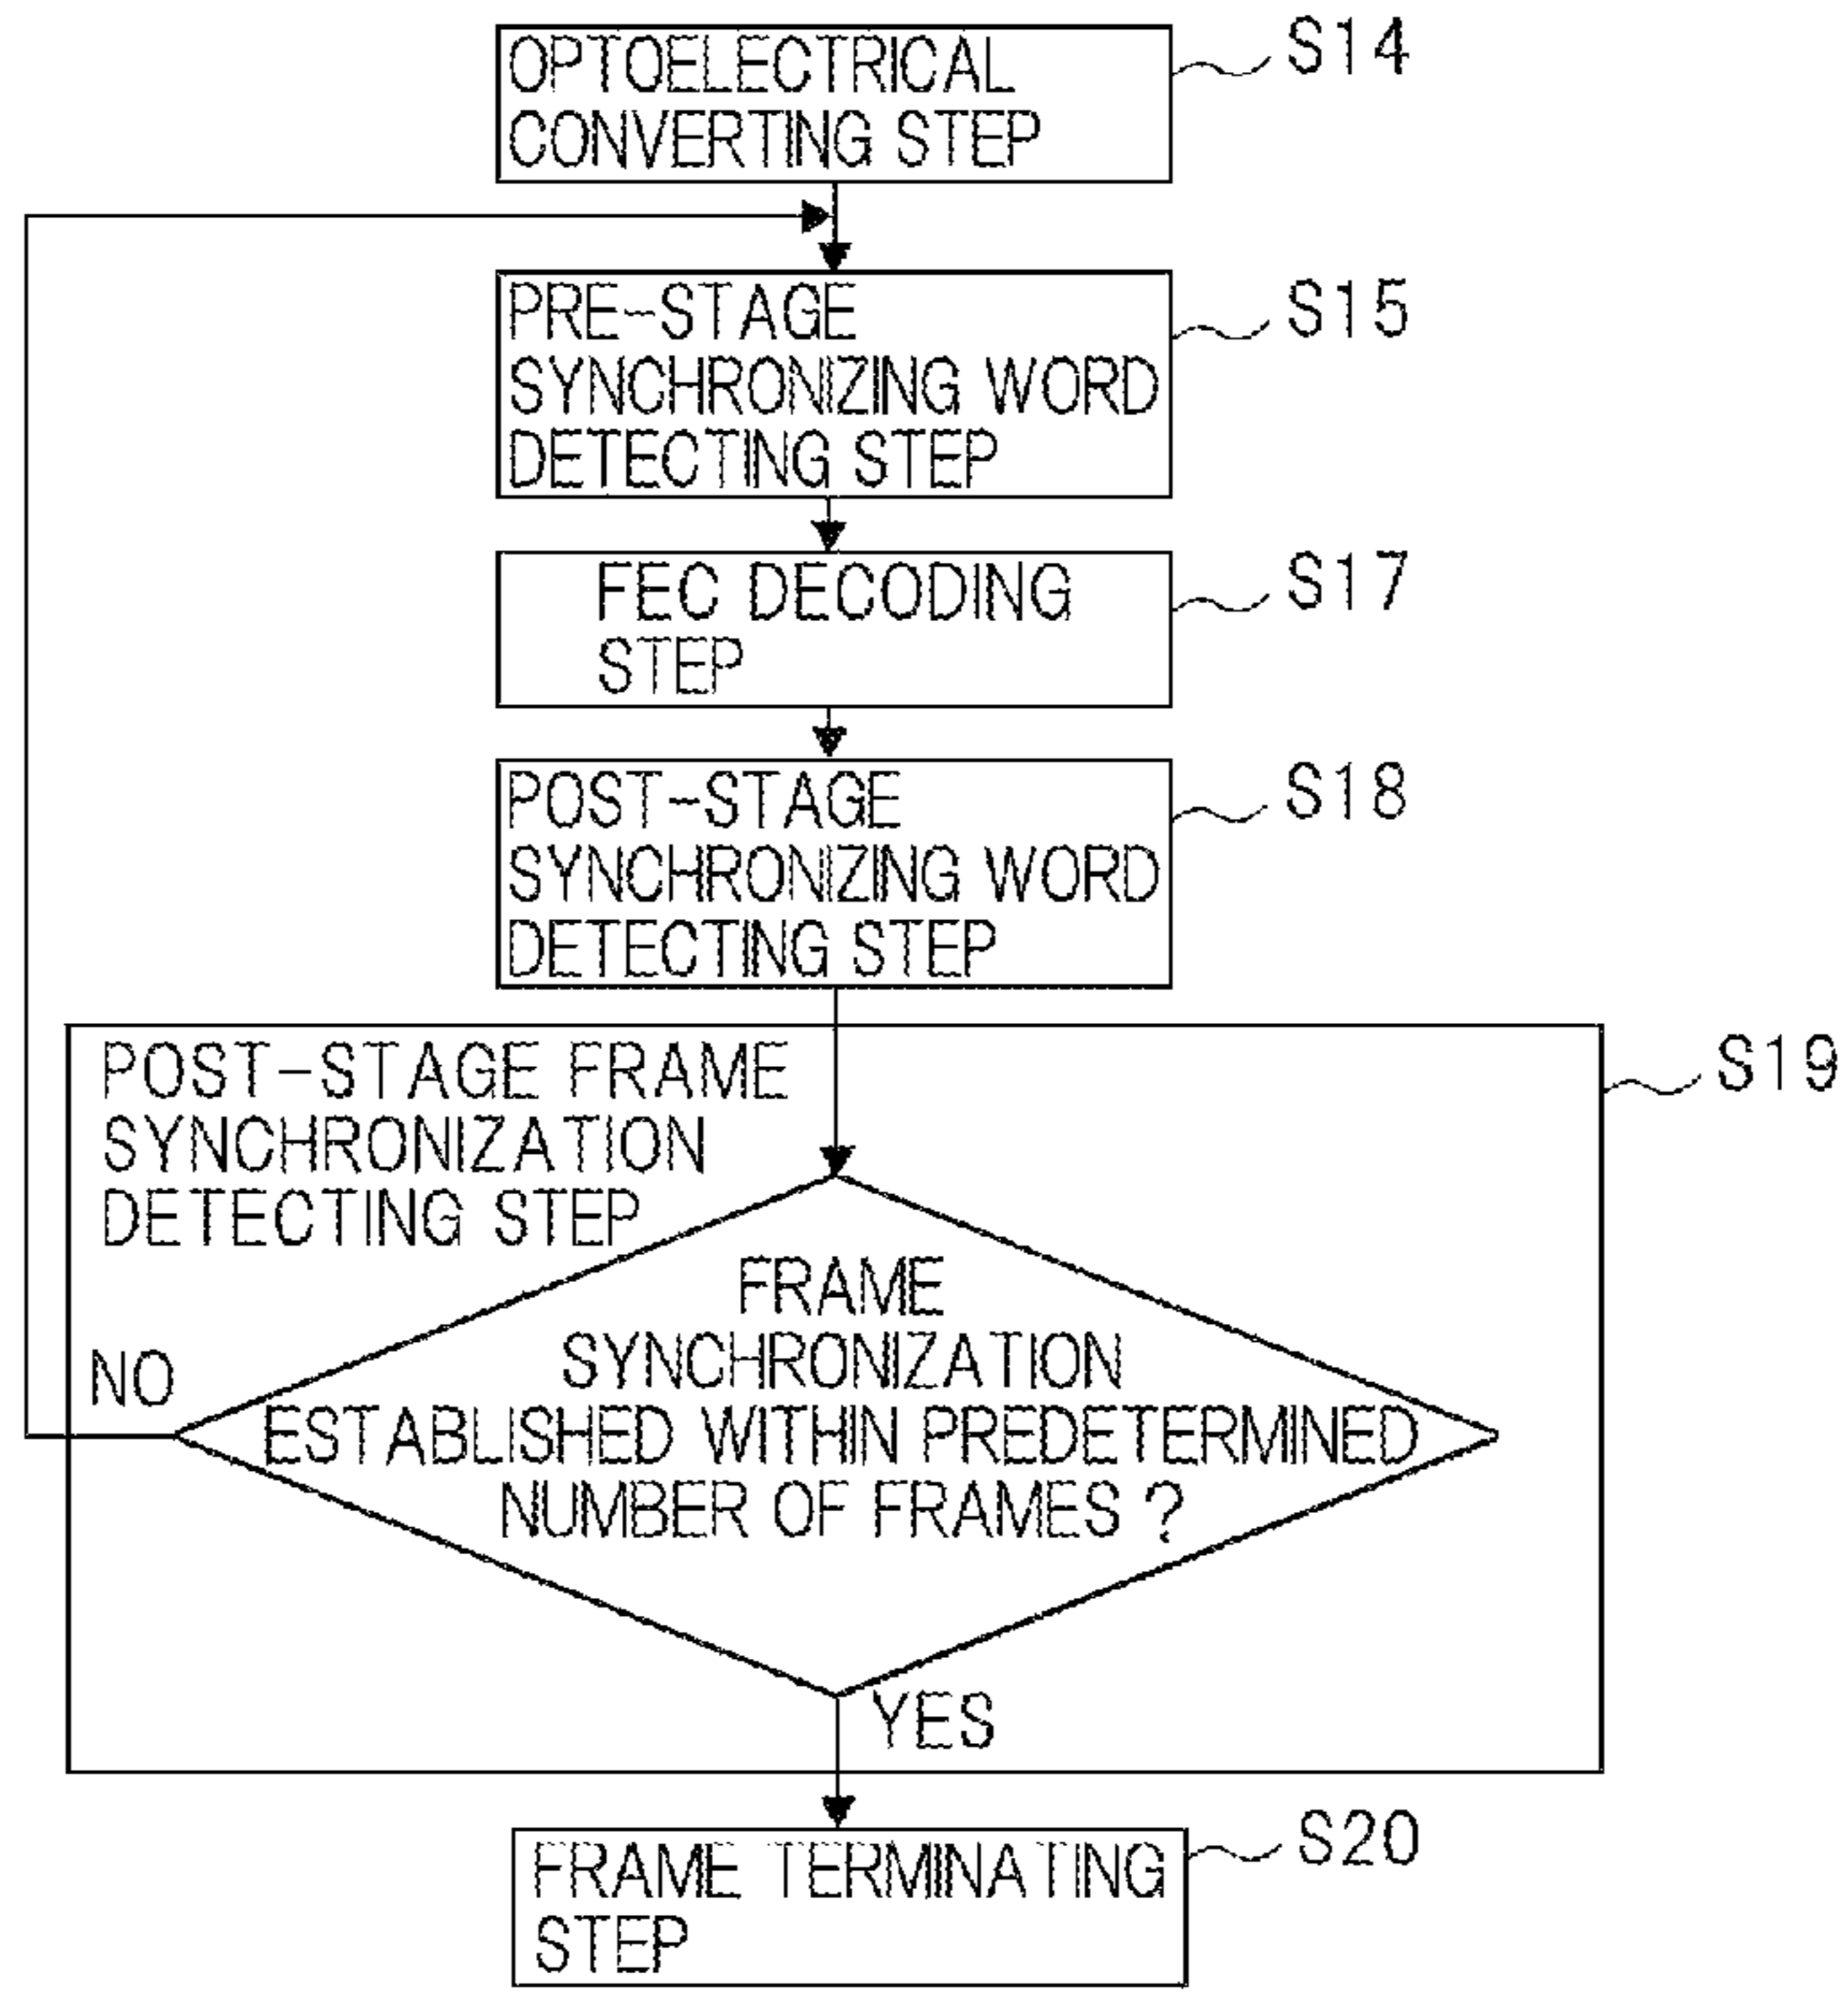 OPTOELECTRICAL
CONVERTING STEP
S14
PRE-STAGE
SYNCHRONIZING WORD
DETECTING STEP
S15
FEC DECODING
STEP
S17
POST-STAGE
SYNCHRONIZING WORD
DETECTING STEP
S18
POST-STAGE FRAME
SYNCHRONIZATION
DETECTING STEP
S19
FRAME
SYNCHRONIZATION
ESTABLISHED WITHIN PREDETERMINED
NUMBER OF FRAMES ?
NO
YES
FRAME TERMINATING
STEP
S20